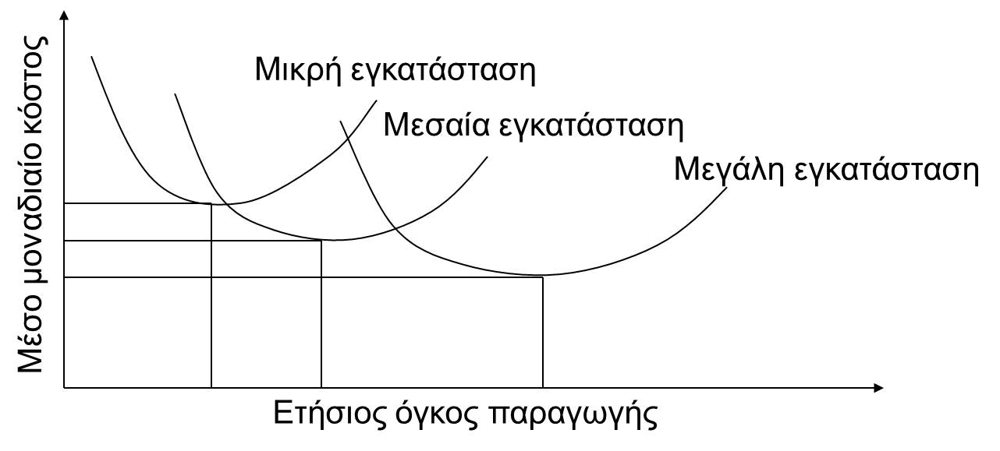 Μικρή εγκατάσταση
Μεσαία εγκατάσταση
Μεγάλη εγκατάσταση
Μέσο μοναδιαίο κόστος
Ετήσιος όγκος παραγωγής